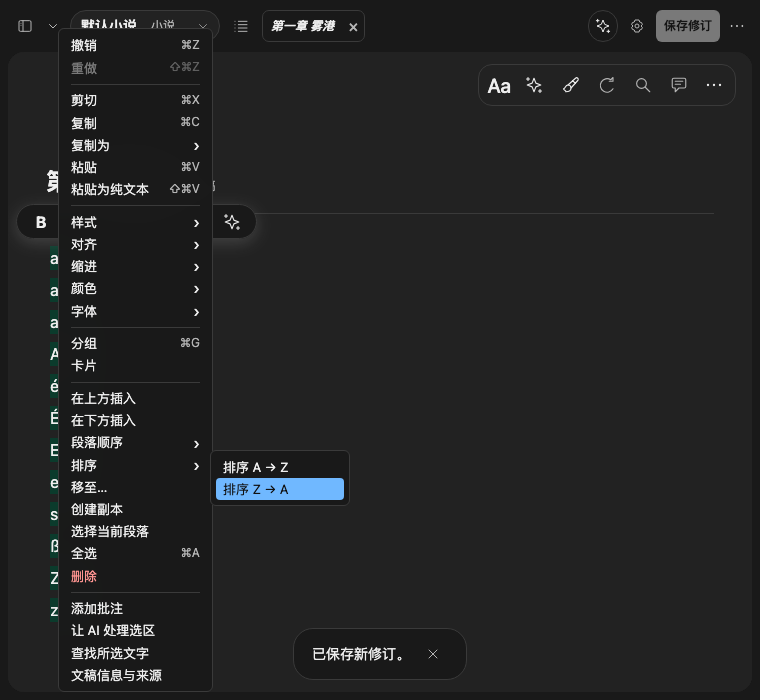 默认小说 小说
第一章 雾港
保存修订
Aa
第
B
撤销 ⌘Z
重做 ⇧⌘Z
剪切 ⌘X
复制 ⌘C
复制为
粘贴 ⌘V
粘贴为纯文本 ⇧⌘V
样式
对齐
缩进
颜色
字体
分组 ⌘G
卡片
在上方插入
在下方插入
段落顺序
排序
移至...
创建副本
选择当前段落
全选 ⌘A
删除
添加批注
让 AI 处理选区
查找所选文字
文稿信息与来源
排序 A → Z
排序 Z → A
a
a
a
A
é
É
E
e
s
ß
Z
z
已保存新修订。